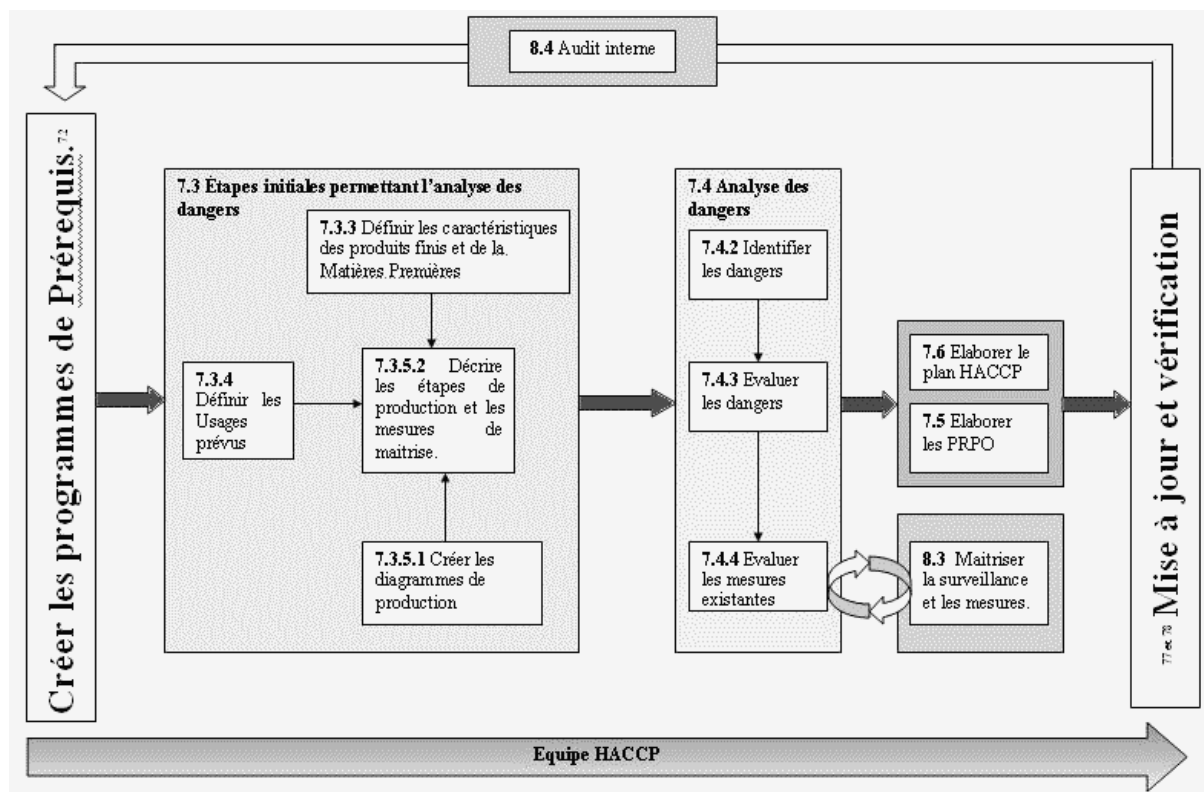 8.4 Audit interne
Créer les programmes de Prérequis. 7.2
7.3 Étapes initiales permettant l'analyse des
dangers
7.3.3 Définir les caractéristiques
des produits finis et de la.
Matières.Premières
7.3.4
Définir les
Usages
prévus
7.3.5.2 Décrire
les étapes de
production et les
mesures de
maitrise.
7.3.5.1 Créer les
diagrammes de
production
7.4 Analyse des
dangers
7.4.2 Identifier
les dangers
7.4.3 Evaluer
les dangers
7.4.4 Evaluer
les mesures
existantes
7.6 Elaborer le
plan HACCP
7.5 Elaborer
les PRPO
8.3 Maitriser
la surveillance
et les mesures.
77 et 78 Mise à jour et vérification
Equipe HACCP